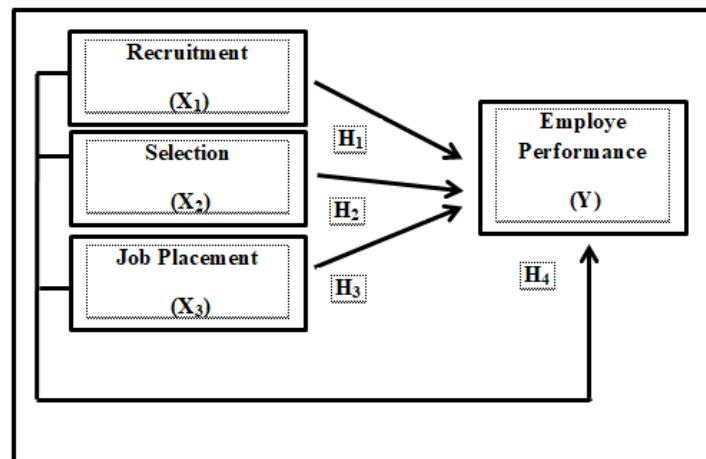 Recruitment
(X₁)
Selection
(X₂)
Job Placement
(X₃)
H₁
H₂
H₃
Employe
Performance
(Y)
H₄